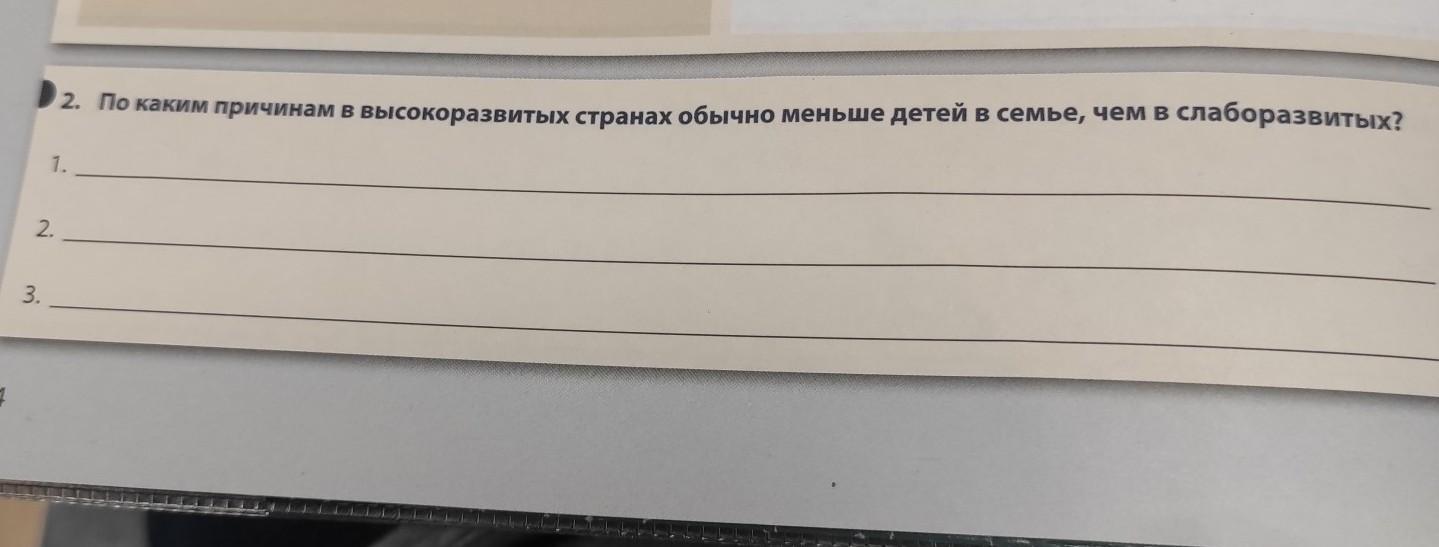 2. По каким причинам в высокоразвитых странах обычно меньше детей в семье, чем в слаборазвитых?
1.
2.
3.